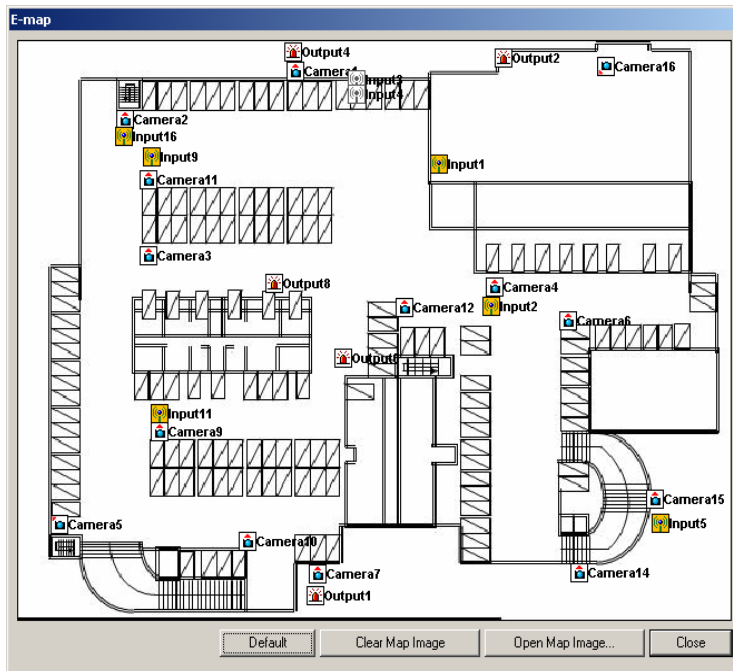 E-map
Output4
Output2
Camera1
Camera16
Input3
Input4
Camera2
Input16
Input9
Input1
Camera11
Camera3
Output8
Camera4
Camera12
Input2
Camera6
Input11
Camera9
Camera15
Camera5
Input5
Camera10
Camera7
Camera14
Output1
Default
Clear Map Image
Open Map Image...
Close